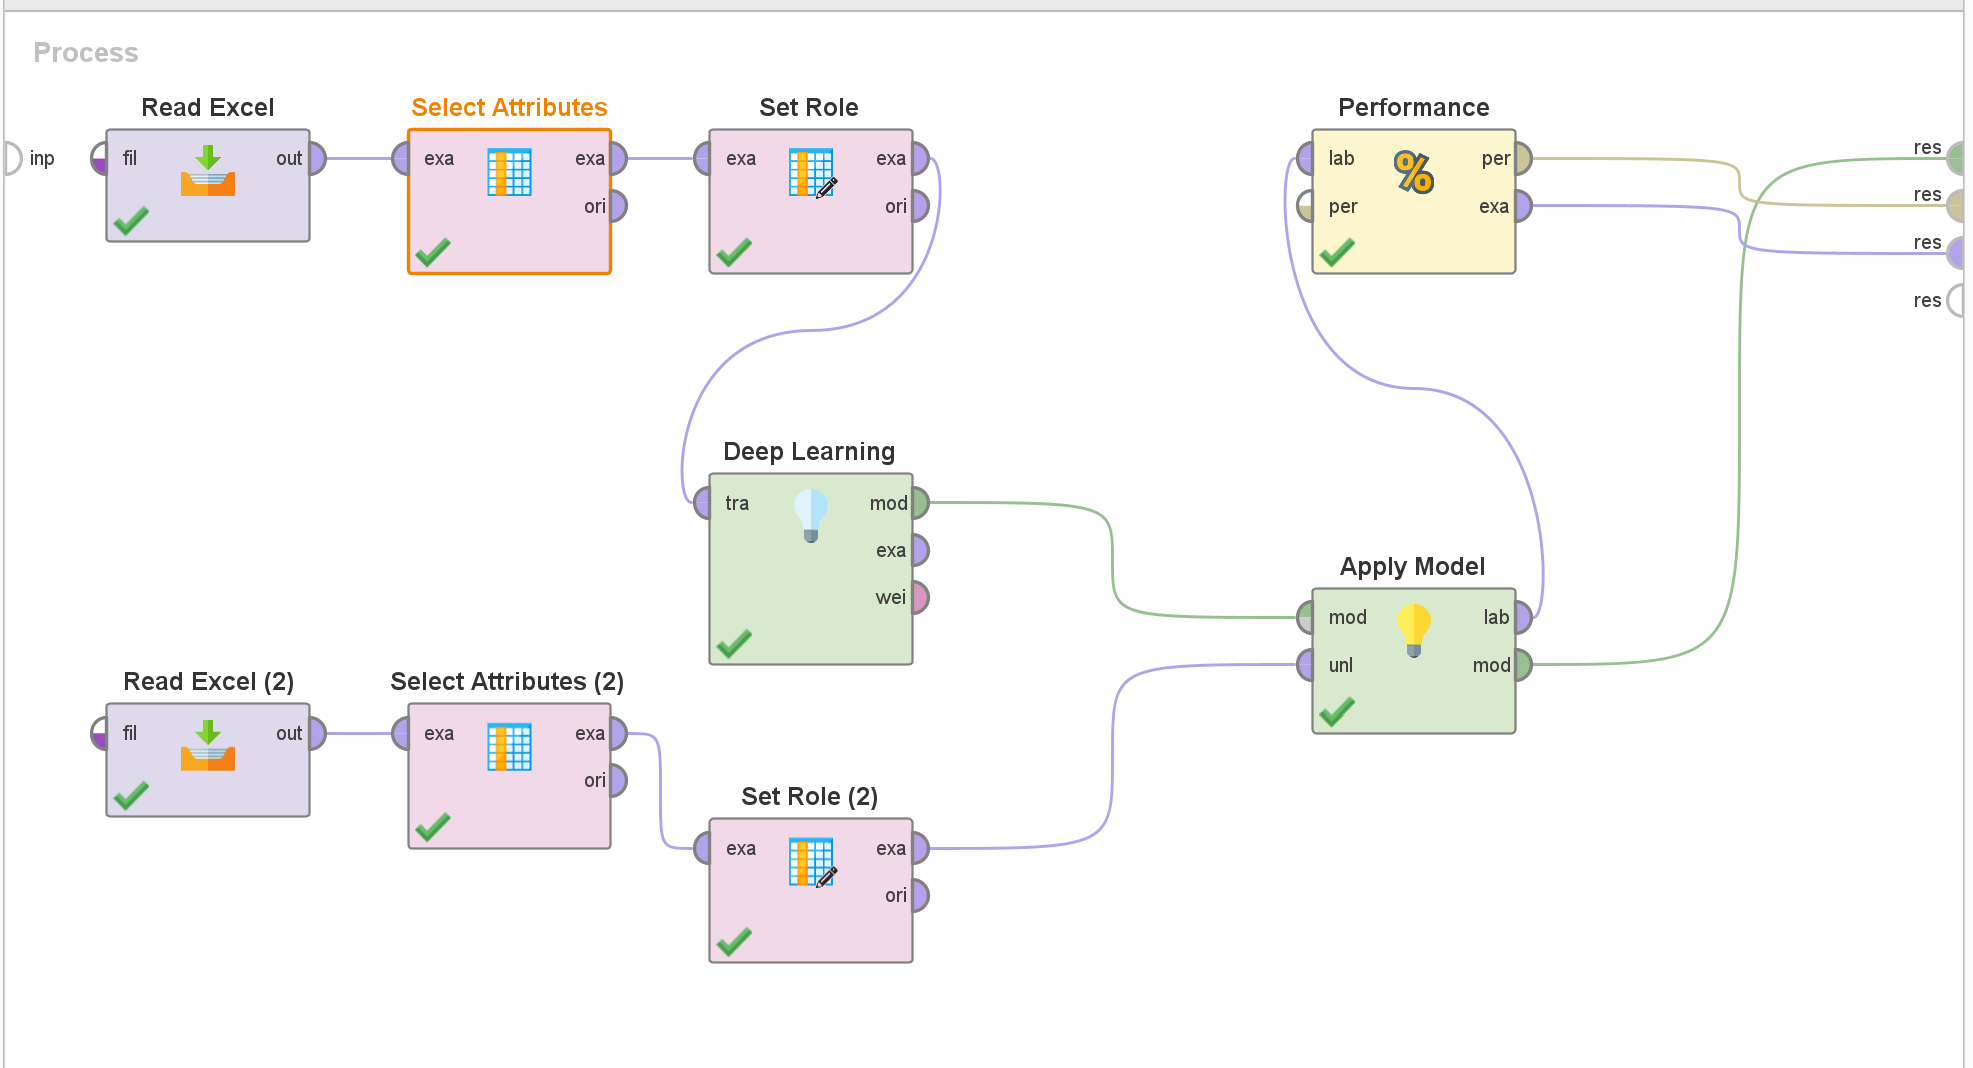 Process
Read Excel
Select Attributes
Set Role
Performance
inp
fil
out
exa
exa
ori
exa
exa
ori
lab
per
per
exa
res
res
res
res
Deep Learning
tra
mod
exa
wei
Apply Model
mod
lab
unl
mod
Read Excel (2)
Select Attributes (2)
fil
out
exa
exa
ori
Set Role (2)
exa
exa
ori